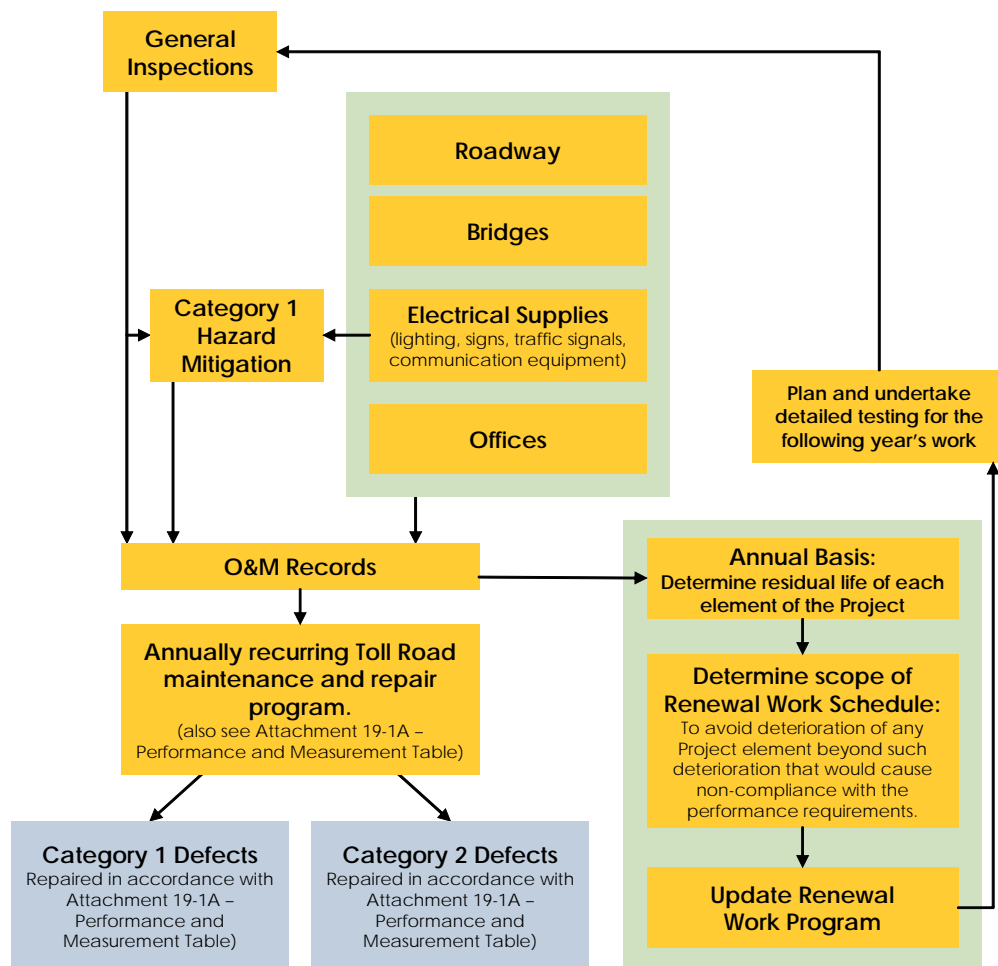 General
Inspections
Roadway
Bridges
Category 1
Hazard
Mitigation
Electrical Supplies
(lighting, signs, traffic signals,
communication equipment)
Offices
Plan and undertake
detailed testing for the
following year's work
O&M Records
Annual Basis:
Determine residual life of each
element of the Project
Annually recurring Toll Road
maintenance and repair
program.
(also see Attachment 19-1A –
Performance and Measurement Table)
Determine scope of
Renewal Work Schedule:
To avoid deterioration of any
Project element beyond such
deterioration that would cause
non-compliance with the
performance requirements.
Category 1 Defects
Repaired in accordance with
Attachment 19-1A –
Performance and
Measurement Table)
Category 2 Defects
Repaired in accordance with
Attachment 19-1A –
Performance and
Measurement Table)
Update Renewal
Work Program